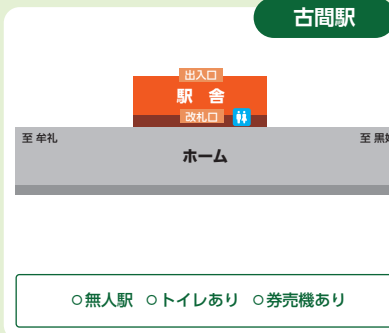 古間駅
出入口
駅 舎
改札口
至 牟礼
至 黒
ホーム
○無人駅 ○トイレあり ○券売機あり